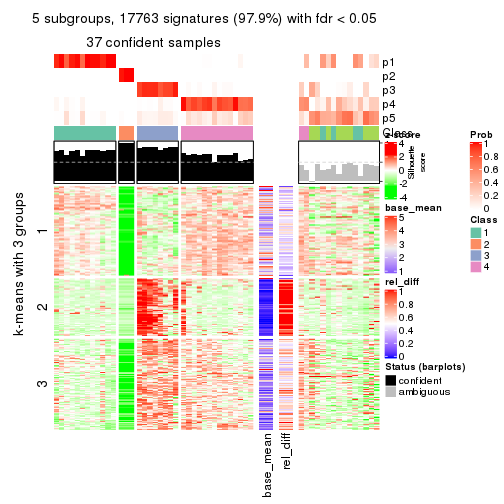 5 subgroups, 17763 signatures (97.9%) with fdr < 0.05
37 confident samples
p1
p2
p3
p4
p5
Class
z-score
4
2
0
-2
-4
Silhouette
score
base_mean
5
4
3
2
1
rel_diff
1
0.8
0.6
0.4
0.2
0
Status (barplots)
confident
ambiguous
Prob
1
0.8
0.6
0.4
0.2
0
Class
1
2
3
4
k-means with 3 groups
1
2
3
base_mean
rel_diff